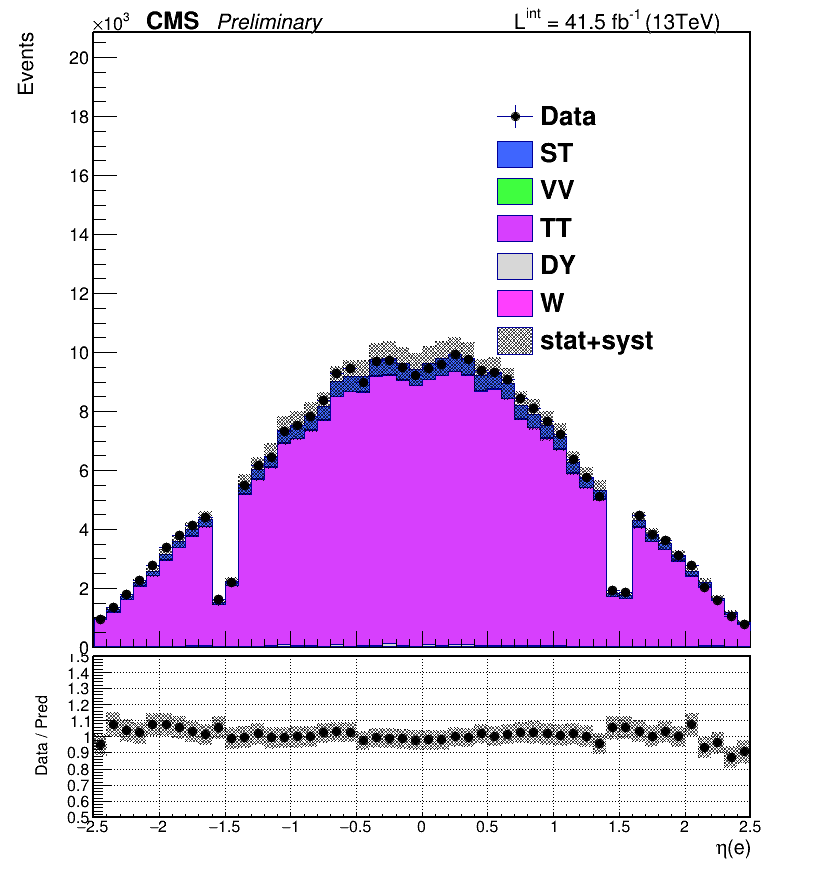 ×10³ CMS Preliminary L^int = 41.5 fb⁻¹ (13TeV)
Events
20
18
16
14
12
10
8
6
4
2
0
Data
ST
VV
TT
DY
W
stat+syst
Data / Pred
1.5
1.4
1.3
1.2
1.1
1
0.9
0.8
0.7
0.6
0.5
−2.5 −2 −1.5 −1 −0.5 0 0.5 1 1.5 2 2.5
η(e)